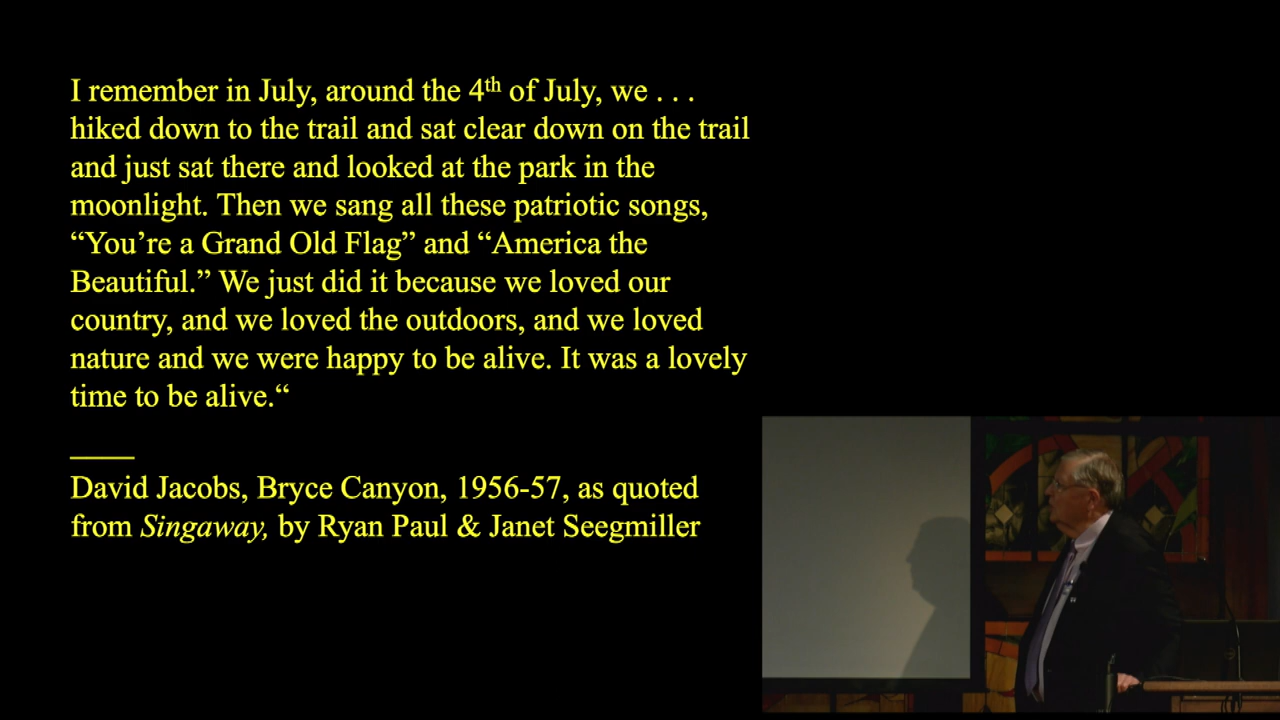 I remember in July, around the 4th of July, we . . .
hiked down to the trail and sat clear down on the trail
and just sat there and looked at the park in the
moonlight. Then we sang all these patriotic songs,
“You’re a Grand Old Flag” and “America the
Beautiful.” We just did it because we loved our
country, and we loved the outdoors, and we loved
nature and we were happy to be alive. It was a lovely
time to be alive.“
____
David Jacobs, Bryce Canyon, 1956-57, as quoted
from Singaway, by Ryan Paul & Janet Seegmiller